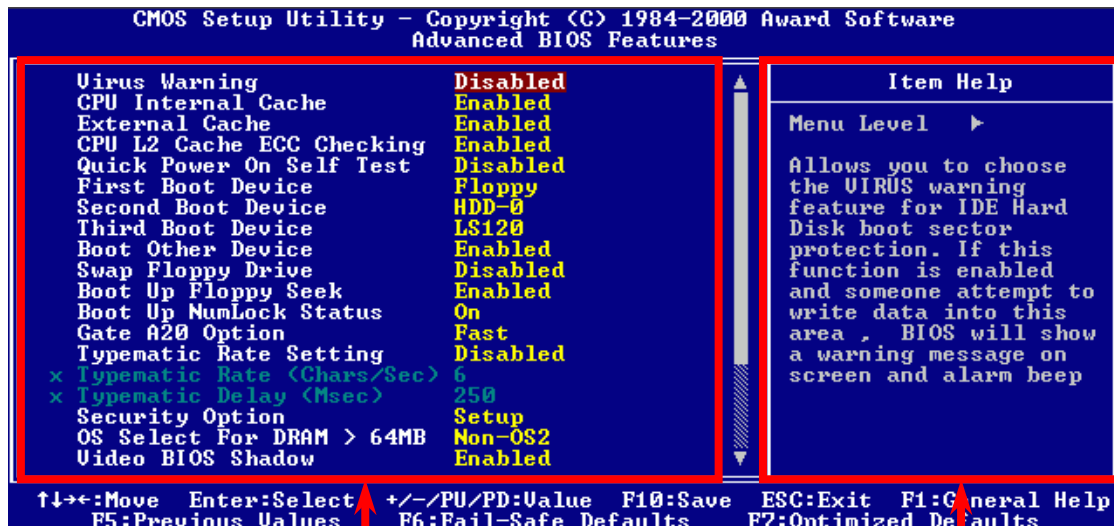 CMOS Setup Utility – Copyright (C) 1984-2000 Award Software
Advanced BIOS Features
Virus Warning Disabled
CPU Internal Cache Enabled
External Cache Enabled
CPU L2 Cache ECC Checking Enabled
Quick Power On Self Test Disabled
First Boot Device Floppy
Second Boot Device HDD-0
Third Boot Device LS120
Boot Other Device Enabled
Swap Floppy Drive Disabled
Boot Up Floppy Seek Enabled
Boot Up NumLock Status On
Gate A20 Option Fast
Typematic Rate Setting Disabled
x Typematic Rate (Chars/Sec) 6
x Typematic Delay (Msec) 250
Security Option Setup
OS Select For DRAM > 64MB Non-OS2
Video BIOS Shadow Enabled
Item Help
Menu Level ►
Allows you to choose
the VIRUS warning
feature for IDE Hard
Disk boot sector
protection. If this
function is enabled
and someone attempt to
write data into this
area , BIOS will show
a warning message on
screen and alarm beep
↑↓→←:Move Enter:Select +/-/PU/PD:Value F10:Save ESC:Exit F1:General Help
F5:Previous Values F6:Fail-Safe Defaults F7:Optimized Defaults